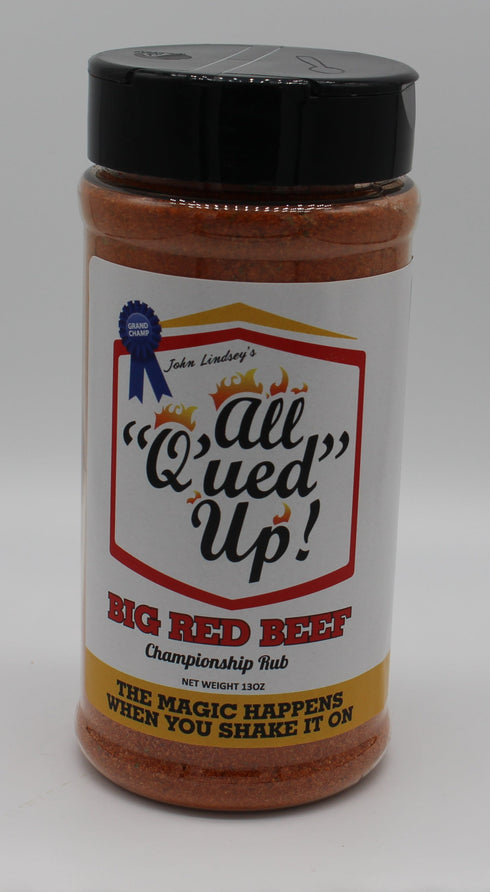 GRAND
CHAMP
John Lindsey's
All
"Q'ued"
Up!
BIG RED BEEF
Championship Rub
NET WEIGHT 13OZ
THE MAGIC HAPPENS
WHEN YOU SHAKE IT ON